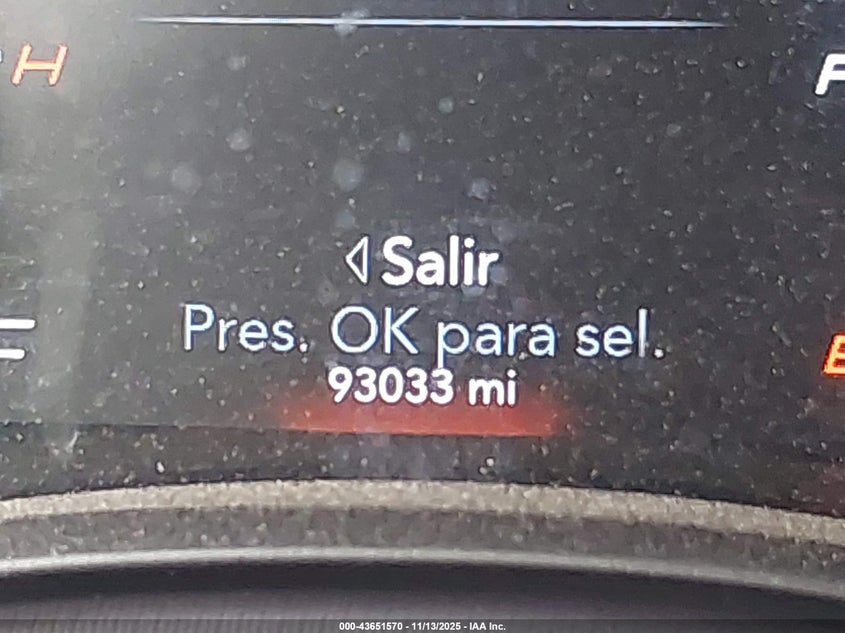 H F
◁ Salir
Pres. OK para sel.
93033 mi
E
000-43651570 - 11/13/2025 - IAA Inc.